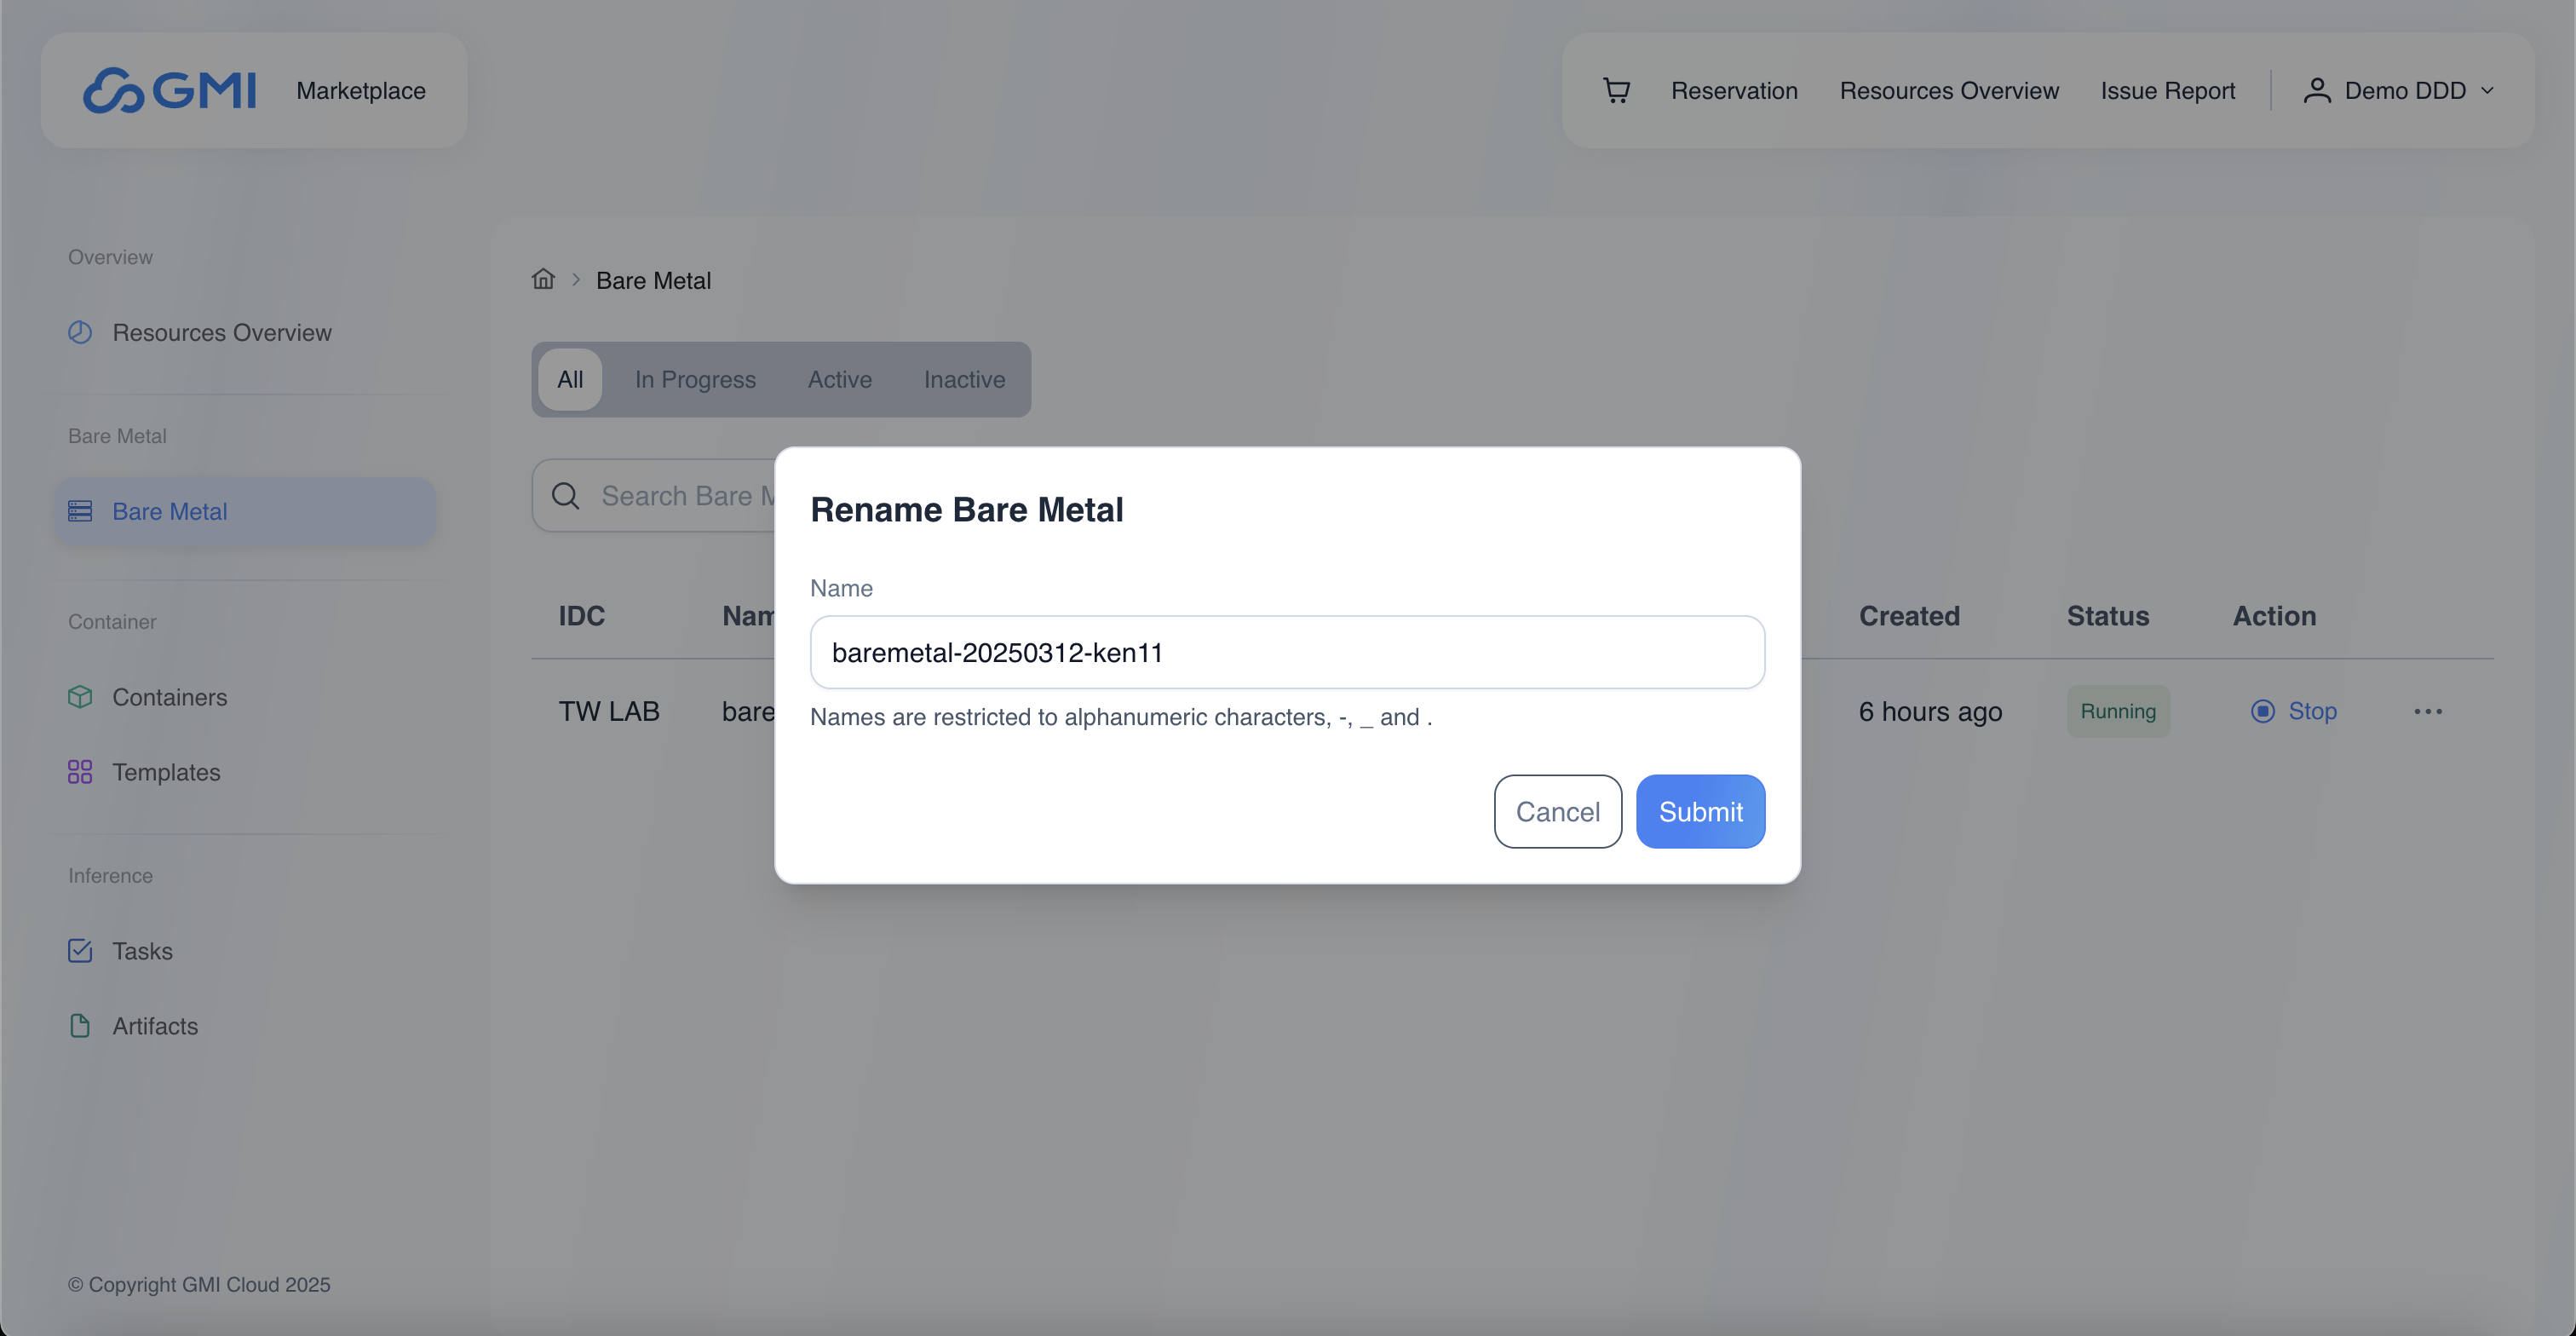 GMI Marketplace
Reservation Resources Overview Issue Report Demo DDD
Overview
Resources Overview
Bare Metal
Bare Metal
Container
Containers
Templates
Inference
Tasks
Artifacts
© Copyright GMI Cloud 2025
Bare Metal
All In Progress Active Inactive
Search Bare
IDC Nam Created Status Action
TW LAB bare 6 hours ago Running Stop
Rename Bare Metal
Name
baremetal-20250312-ken11
Names are restricted to alphanumeric characters, -, _ and .
Cancel Submit